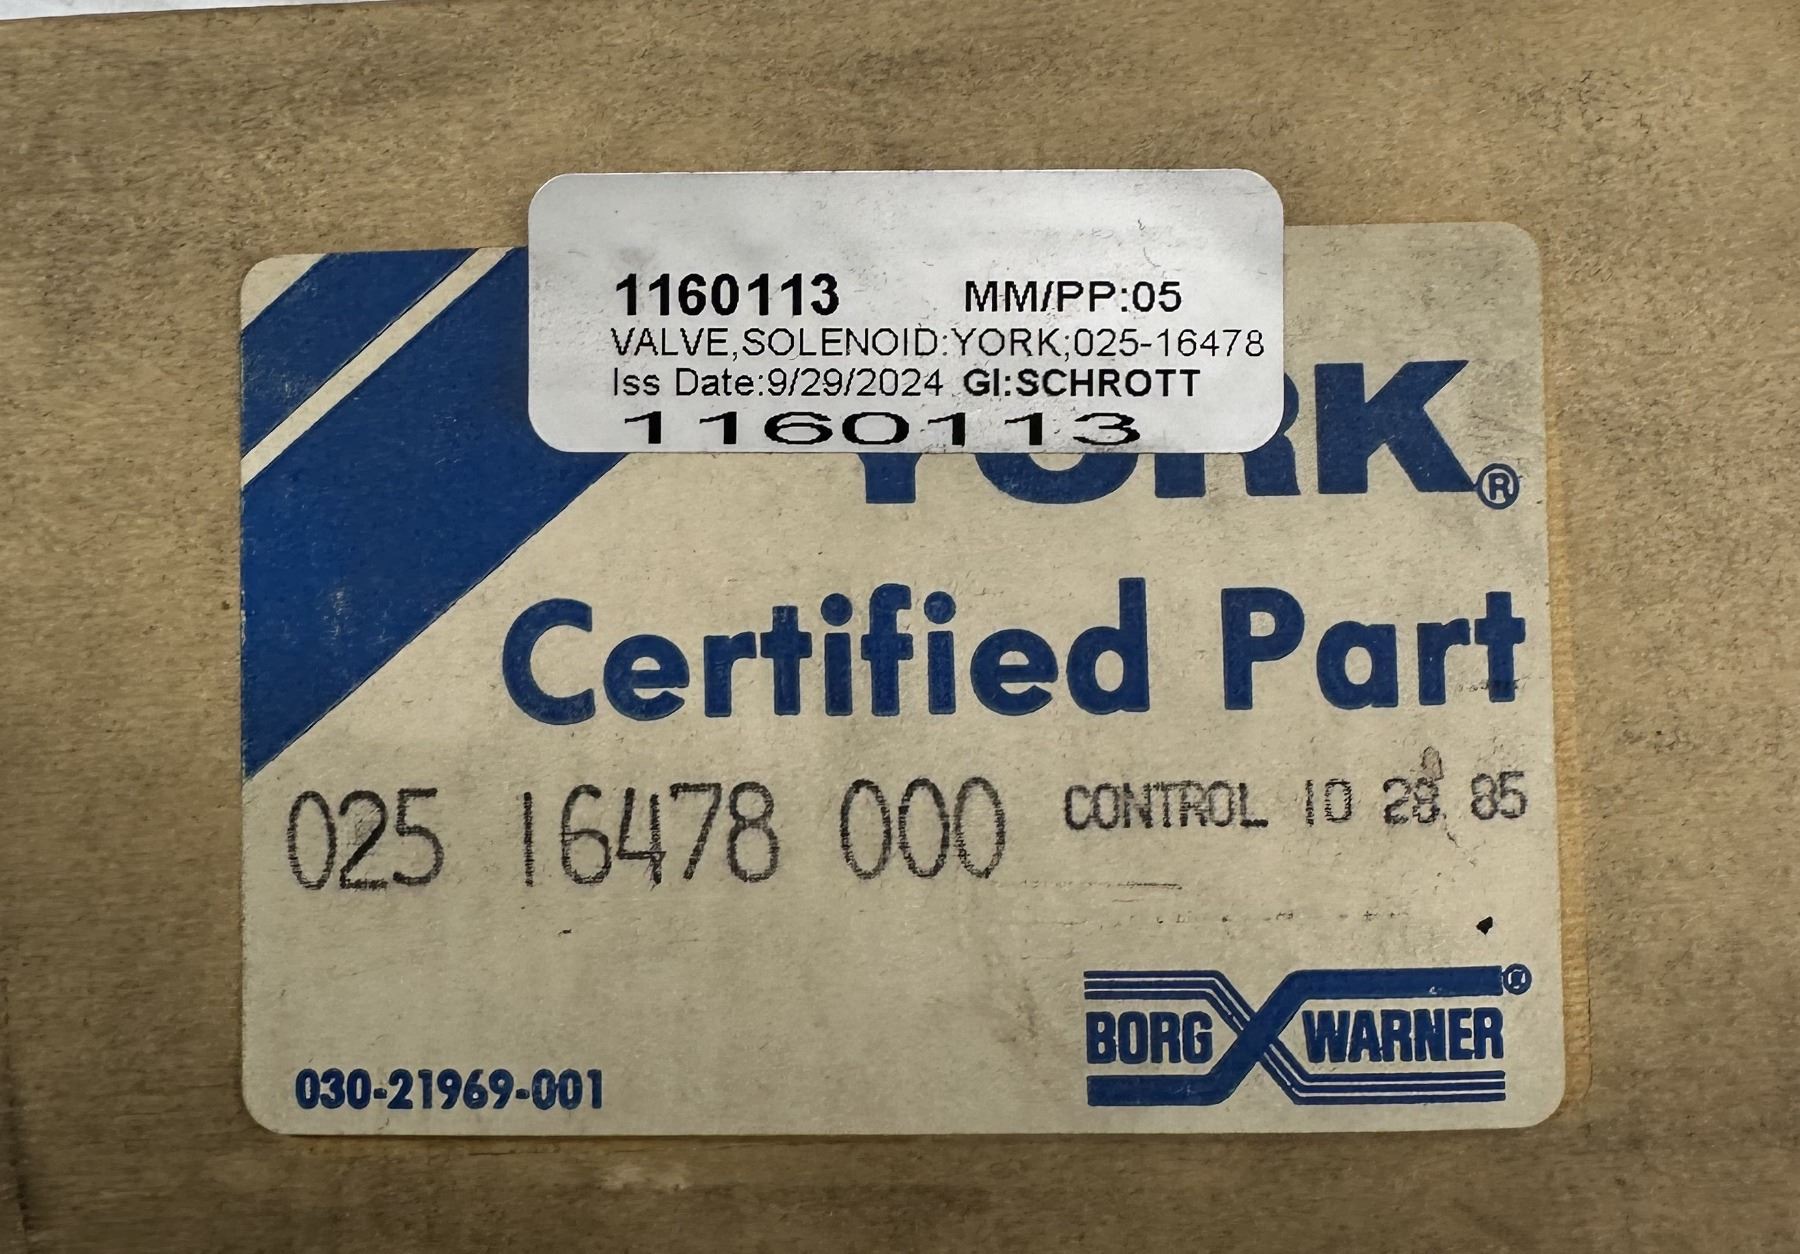 1160113 MM/PP:05
VALVE,SOLENOID:YORK;025-16478
Iss Date:9/29/2024 GI:SCHROTT
1160113
YORK®
Certified Part
025 16478 000 CONTROL 10 28 85
030-21969-001
BORG WARNER®